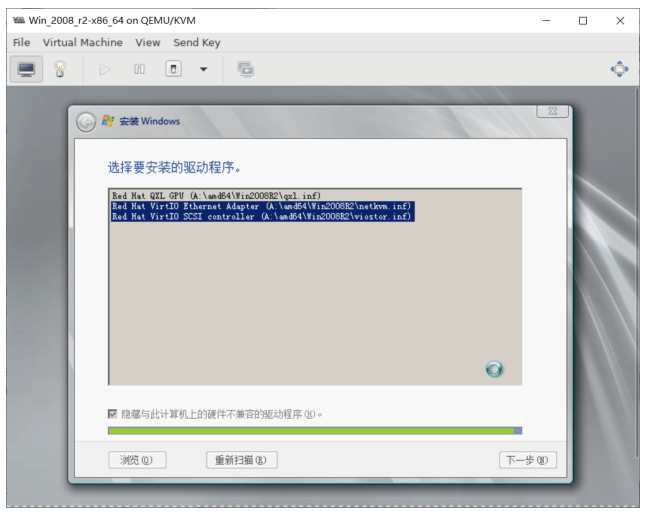 Win_2008_r2-x86_64 on QEMU/KVM
File Virtual Machine View Send Key
安装 Windows
选择要安装的驱动程序。
Red Hat QXL GPU (A:\amd64\Win2008R2\qxl.inf)
Red Hat VirtIO Ethernet Adapter (A:\amd64\Win2008R2\netkvm.inf)
Red Hat VirtIO SCSI controller (A:\amd64\Win2008R2\viostor.inf)
隐藏与此计算机上的硬件不兼容的驱动程序(H)。
浏览(O) 重新扫描(R) 下一步(N)